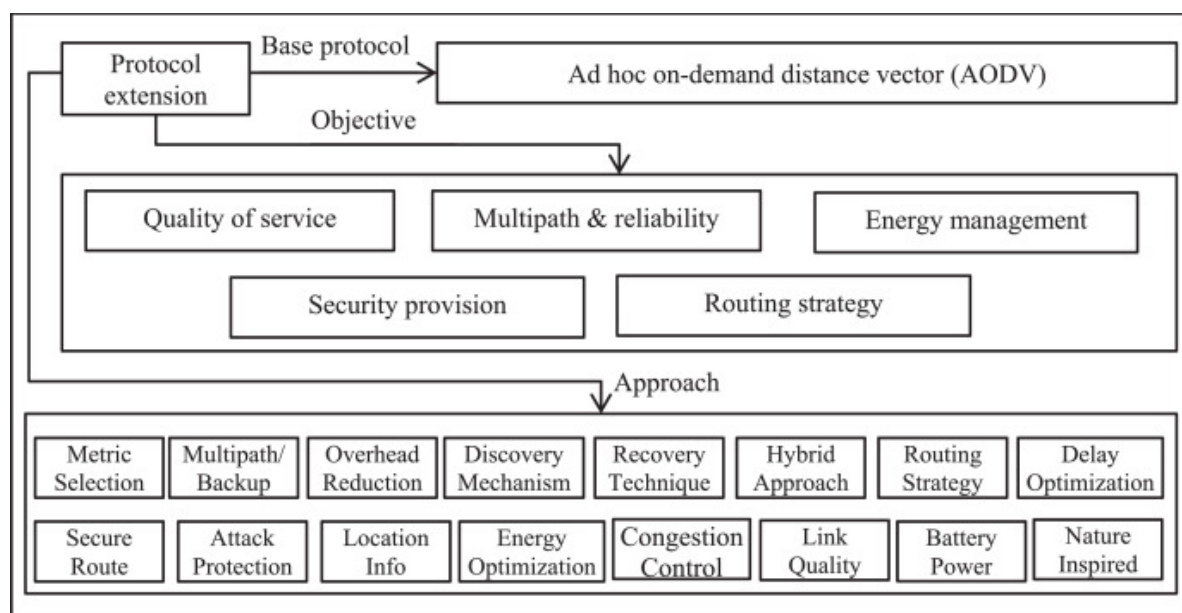 Base protocol
Protocol
extension
Ad hoc on-demand distance vector (AODV)
Objective
Quality of service
Multipath & reliability
Energy management
Security provision
Routing strategy
Approach
Metric
Selection
Multipath/
Backup
Overhead
Reduction
Discovery
Mechanism
Recovery
Technique
Hybrid
Approach
Routing
Strategy
Delay
Optimization
Secure
Route
Attack
Protection
Location
Info
Energy
Optimization
Congestion
Control
Link
Quality
Battery
Power
Nature
Inspired